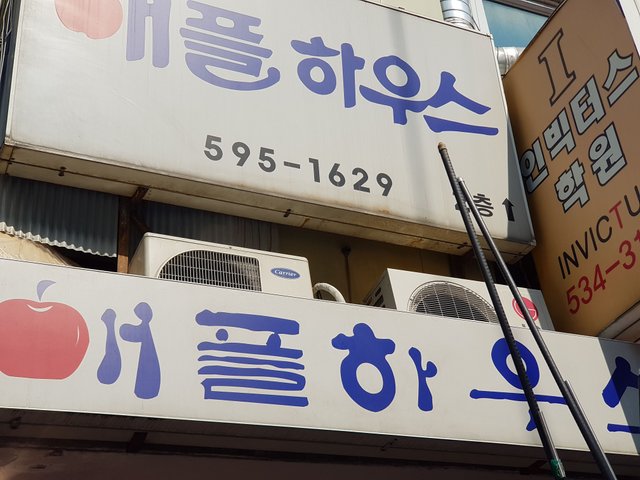 애플하우스
595-1629
층 ↑
Carrier
애플하우스
I
인빅터스
학원
INVICTU
534-31